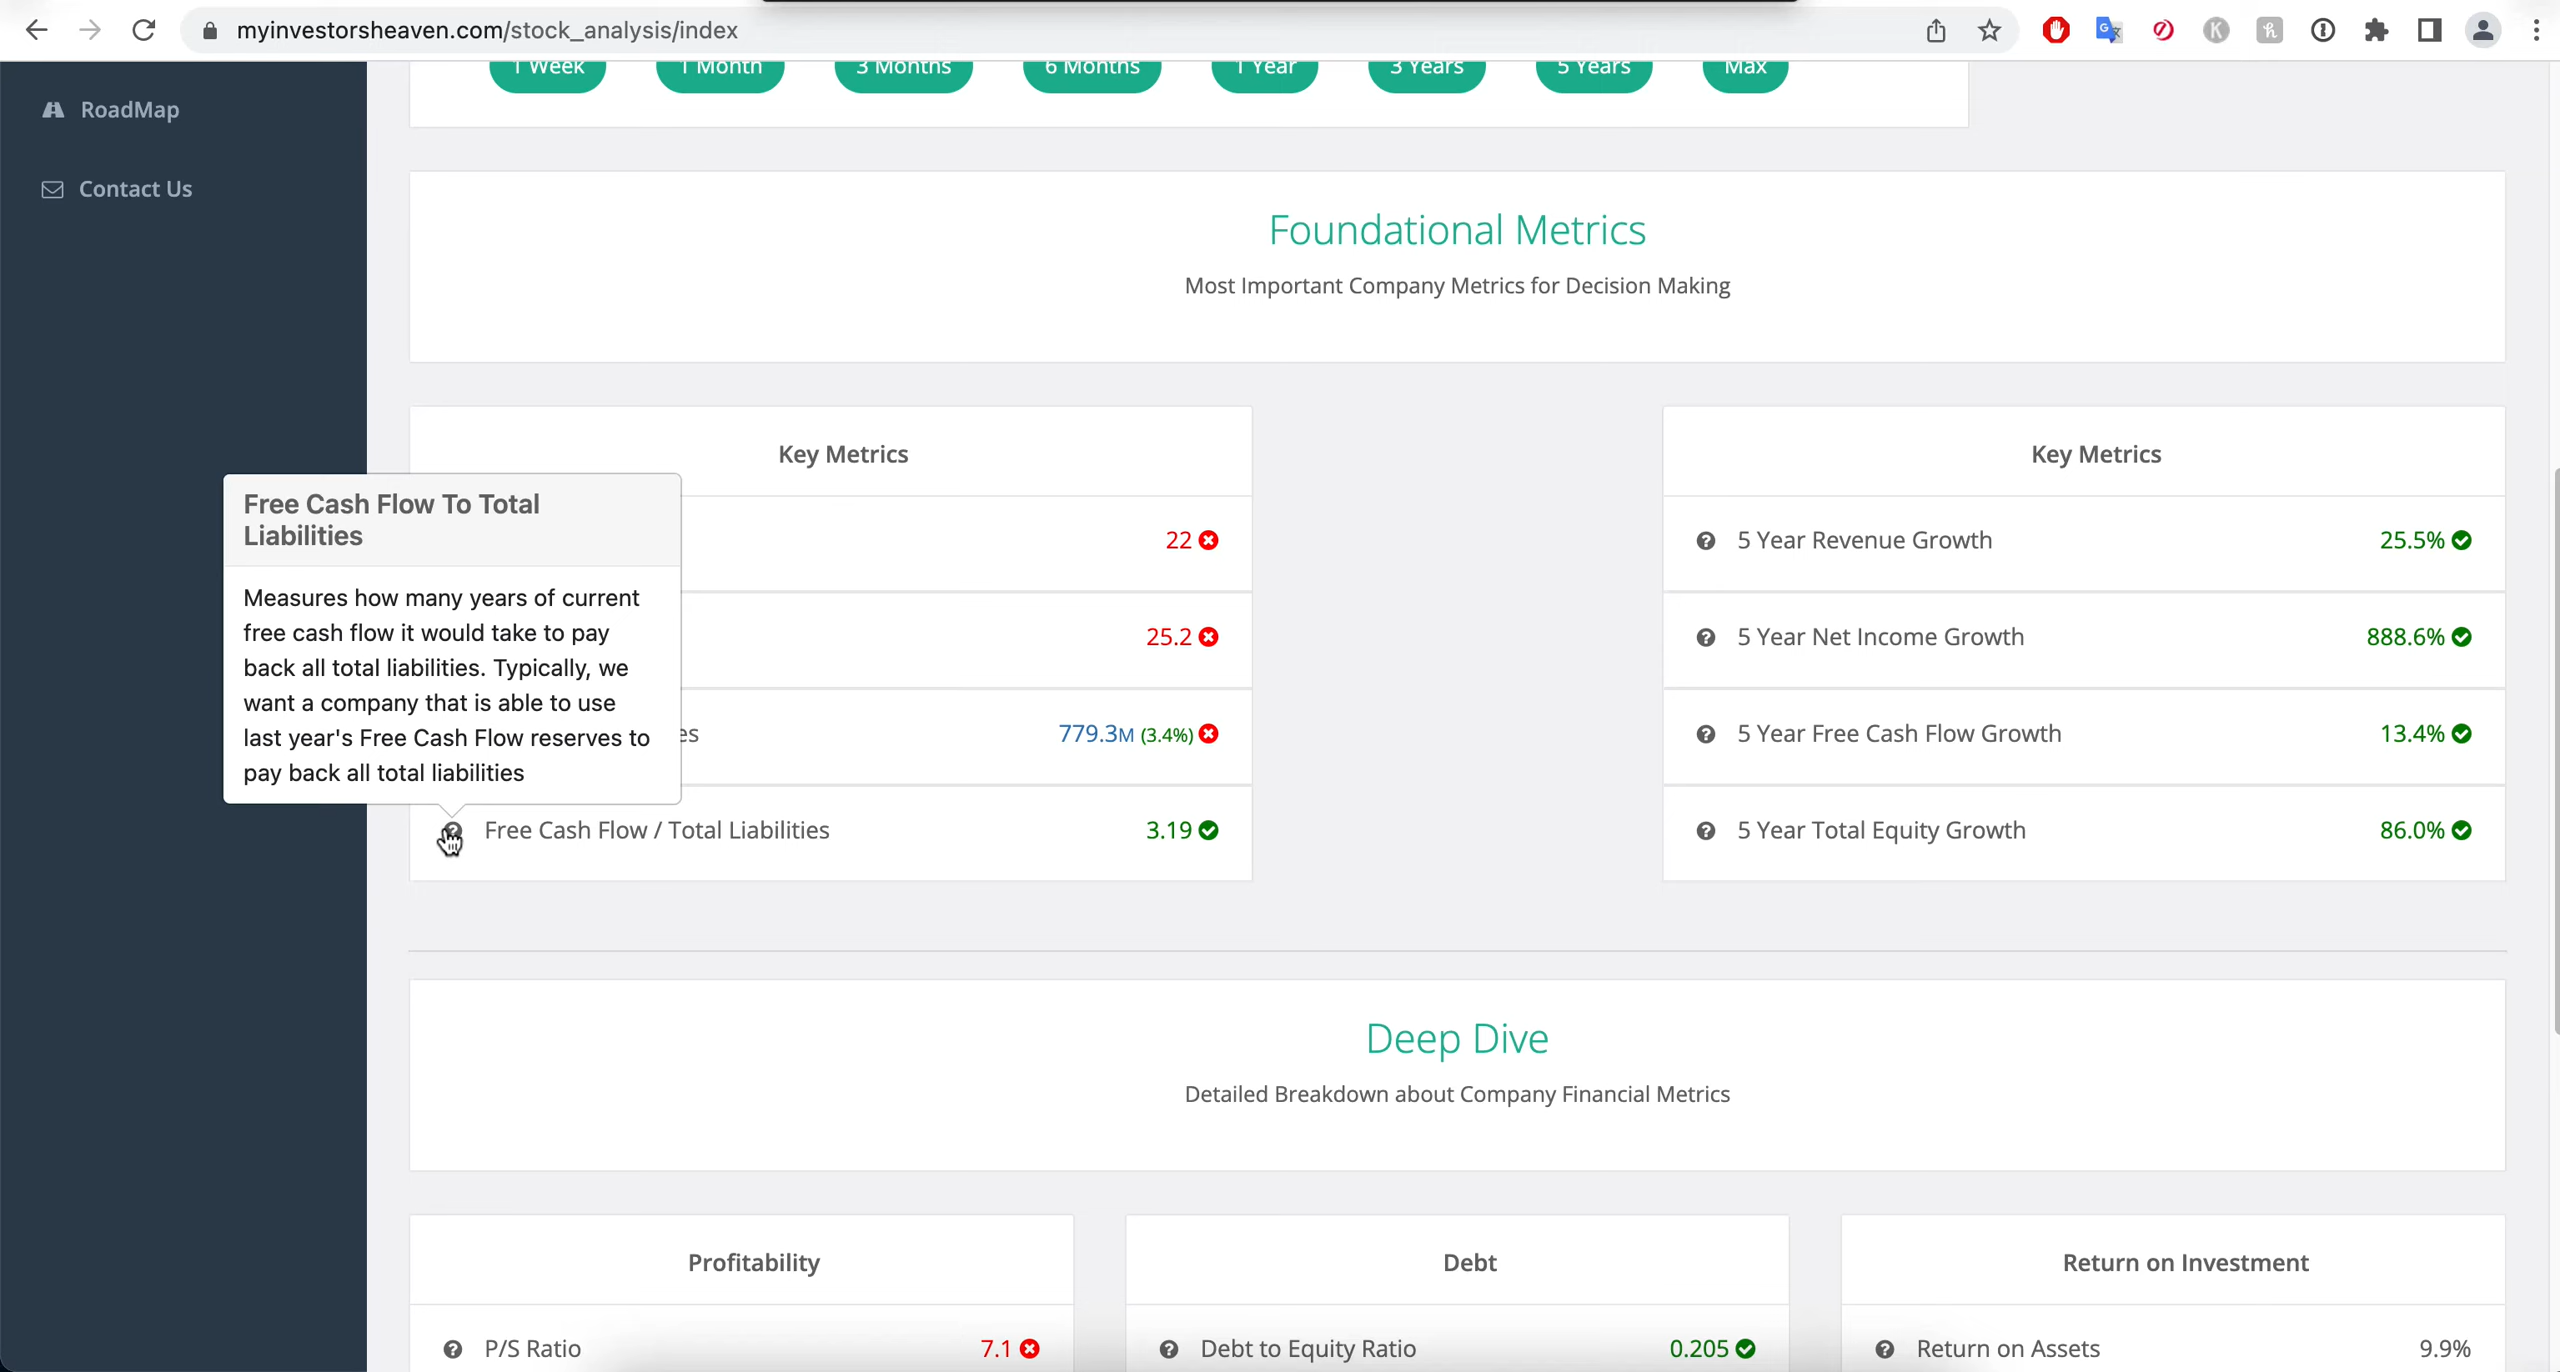 myinvestorsheaven.com/stock_analysis/index
1 Week
1 Month
3 Months
6 Months
1 Year
3 Years
5 Years
Max
RoadMap
Contact Us
Foundational Metrics
Most Important Company Metrics for Decision Making
Key Metrics
22
25.2
es 779.3M (3.4%)
Free Cash Flow / Total Liabilities 3.19
Free Cash Flow To Total
Liabilities
Measures how many years of current
free cash flow it would take to pay
back all total liabilities. Typically, we
want a company that is able to use
last year's Free Cash Flow reserves to
pay back all total liabilities
Key Metrics
5 Year Revenue Growth 25.5%
5 Year Net Income Growth 888.6%
5 Year Free Cash Flow Growth 13.4%
5 Year Total Equity Growth 86.0%
Deep Dive
Detailed Breakdown about Company Financial Metrics
Profitability
P/S Ratio 7.1
Debt
Debt to Equity Ratio 0.205
Return on Investment
Return on Assets 9.9%